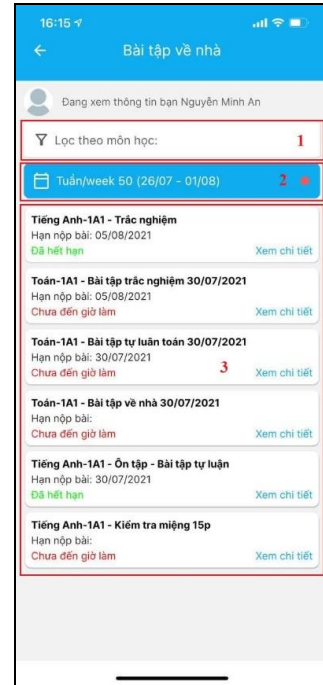 16:15
Bài tập về nhà
Đang xem thông tin bạn Nguyễn Minh An
Lọc theo môn học: 1
Tuần/week 50 (26/07 - 01/08) 2
Tiếng Anh-1A1 - Trắc nghiệm
Hạn nộp bài: 05/08/2021
Đã hết hạn Xem chi tiết
Toán-1A1 - Bài tập trắc nghiệm 30/07/2021
Hạn nộp bài: 05/08/2021
Chưa đến giờ làm Xem chi tiết
Toán-1A1 - Bài tập tự luân toán 30/07/2021
Hạn nộp bài: 30/07/2021
3
Chưa đến giờ làm Xem chi tiết
Toán-1A1 - Bài tập về nhà 30/07/2021
Hạn nộp bài:
Chưa đến giờ làm Xem chi tiết
Tiếng Anh-1A1 - Ôn tập - Bài tập tự luận
Hạn nộp bài: 30/07/2021
Đã hết hạn Xem chi tiết
Tiếng Anh-1A1 - Kiểm tra miệng 15p
Hạn nộp bài:
Chưa đến giờ làm Xem chi tiết